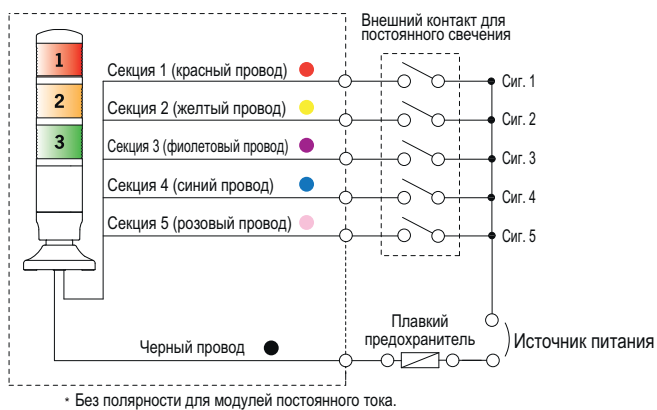 Внешний контакт для
постоянного свечения
1
Секция 1 (красный провод)
Сиг. 1
2
Секция 2 (желтый провод)
Сиг. 2
3
Секция 3 (фиолетовый провод)
Сиг. 3
Секция 4 (синий провод)
Сиг. 4
Секция 5 (розовый провод)
Сиг. 5
Плавкий
предохранитель
Источник питания
Черный провод
* Без полярности для модулей постоянного тока.